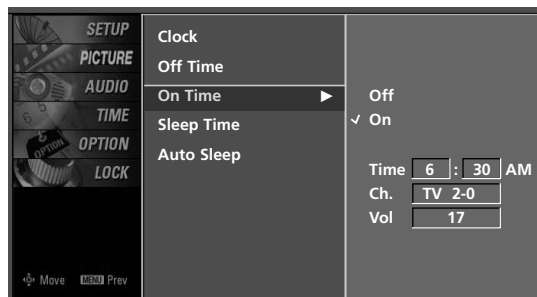 SETUP
PICTURE
AUDIO
TIME
OPTION
LOCK
Move MENU Prev
Clock
Off Time
On Time
Sleep Time
Auto Sleep
Off
On
Time 6 : 30 AM
Ch. TV 2-0
Vol 17